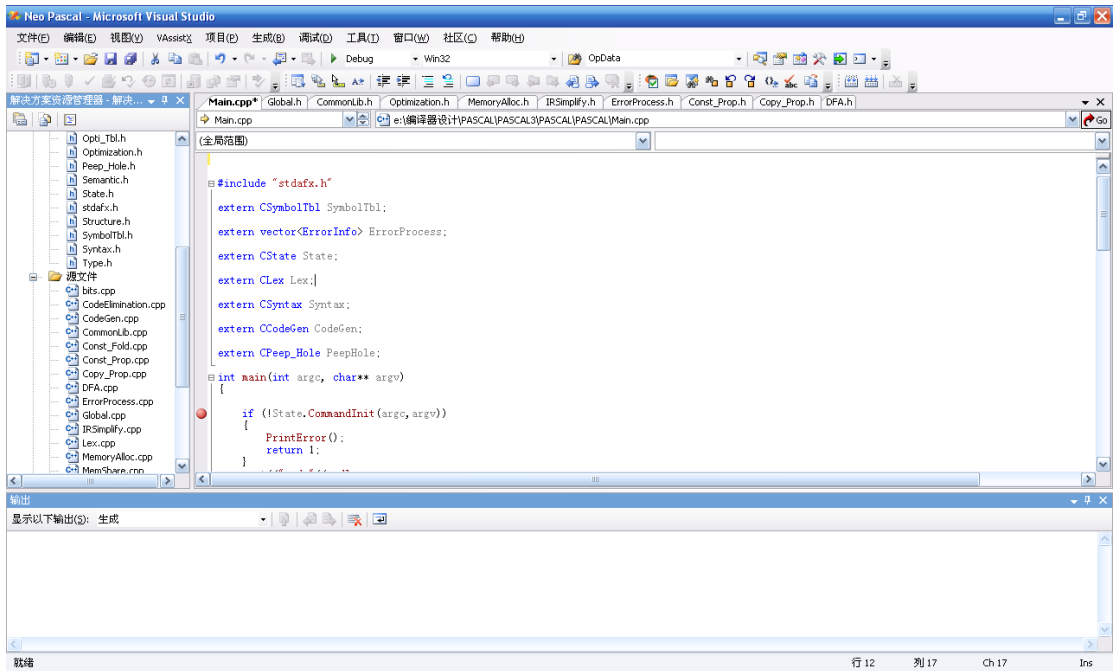 Neo Pascal - Microsoft Visual Studio
文件(F) 编辑(E) 视图(V) VAssistX 项目(P) 生成(B) 调试(D) 工具(T) 窗口(W) 社区(C) 帮助(H)
Debug Win32 OpData
解决方案资源管理器 - 解决...
Main.cpp* Global.h CommonLib.h Optimization.h MemoryAlloc.h IRSimplify.h ErrorProcess.h Const_Prop.h Copy_Prop.h DFA.h
Main.cpp e:\编译器设计\PASCAL\PASCAL3\PASCAL\PASCAL\Main.cpp Go
(全局范围)
Opti_Tbl.h
Optimization.h
Peep_Hole.h
Semantic.h
State.h
stdafx.h
Structure.h
SymbolTbl.h
Syntax.h
Type.h
源文件
bits.cpp
CodeElimination.cpp
CodeGen.cpp
CommonLib.cpp
Const_Fold.cpp
Const_Prop.cpp
Copy_Prop.cpp
DFA.cpp
ErrorProcess.cpp
Global.cpp
IRSimplify.cpp
Lex.cpp
MemoryAlloc.cpp
MemShare.cpp
#include "stdafx.h"
extern CSymbolTbl SymbolTbl;
extern vector<ErrorInfo> ErrorProcess;
extern CState State;
extern CLex Lex;
extern CSyntax Syntax;
extern CCodeGen CodeGen;
extern CPeep_Hole PeepHole;
int main(int argc, char** argv)
{
if (!State.CommandInit(argc,argv))
{
PrintError();
return 1;
}
输出
显示以下输出(S): 生成
就绪 行 12 列 17 Ch 17 Ins